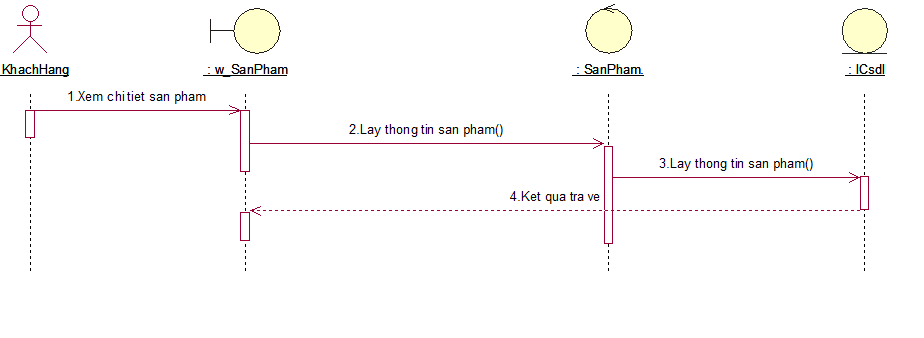 KhachHang
: w_SanPham
: SanPham.
: ICsdl
1.Xem chi tiet san pham
2.Lay thong tin san pham()
3.Lay thong tin san pham()
4.Ket qua tra ve